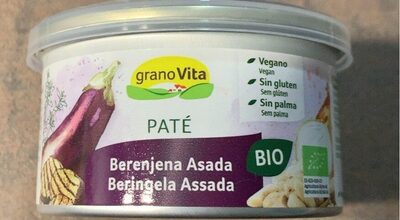 granoVita
PATÉ
Berenjena Asada
Beringela Assada
Vegano
Vegan
Sin gluten
Sem glúten
Sin palma
Sem palma
BIO